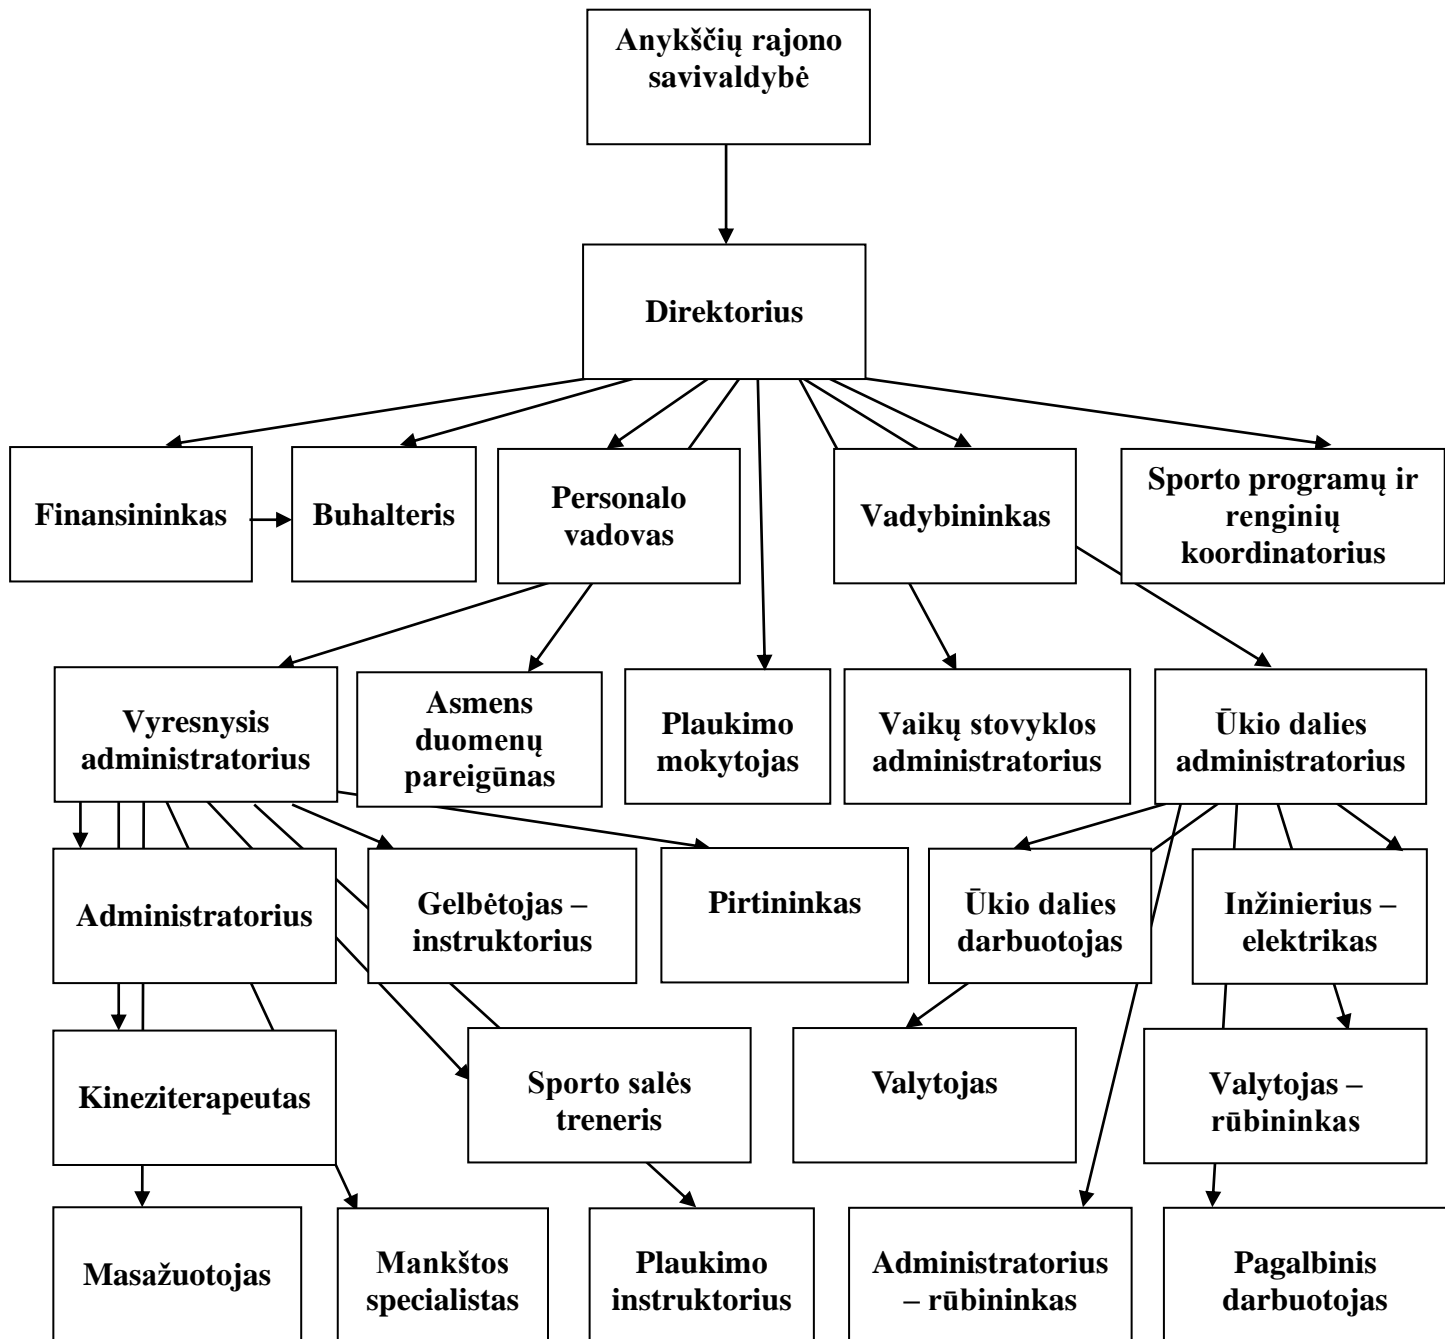 Anykščių rajono
savivaldybė
Direktorius
Finansininkas
Buhalteris
Personalo
vadovas
Vadybininkas
Sporto programų ir
renginių
koordinatorius
Vyresnysis
administratorius
Asmens
duomenų
pareigūnas
Plaukimo
mokytojas
Vaikų stovyklos
administratorius
Ūkio dalies
administratorius
Administratorius
Gelbėtojas –
instruktorius
Pirtininkas
Ūkio dalies
darbuotojas
Inžinierius –
elektrikas
Kineziterapeutas
Sporto salės
treneris
Valytojas
Valytojas –
rūbininkas
Masažuotojas
Mankštos
specialistas
Plaukimo
instruktorius
Administratorius
– rūbininkas
Pagalbinis
darbuotojas